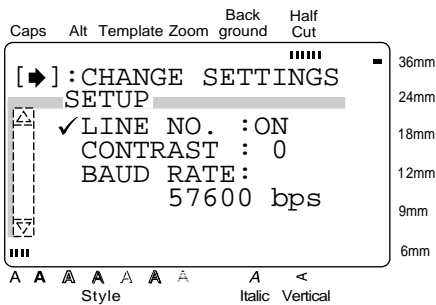 Caps Alt Template Zoom Back ground Half Cut
[➧]:CHANGE SETTINGS
SETUP
✓LINE NO. :ON
CONTRAST : 0
BAUD RATE:
57600 bps
36mm
24mm
18mm
12mm
9mm
6mm
A A A A A A A A A
Style Italic Vertical